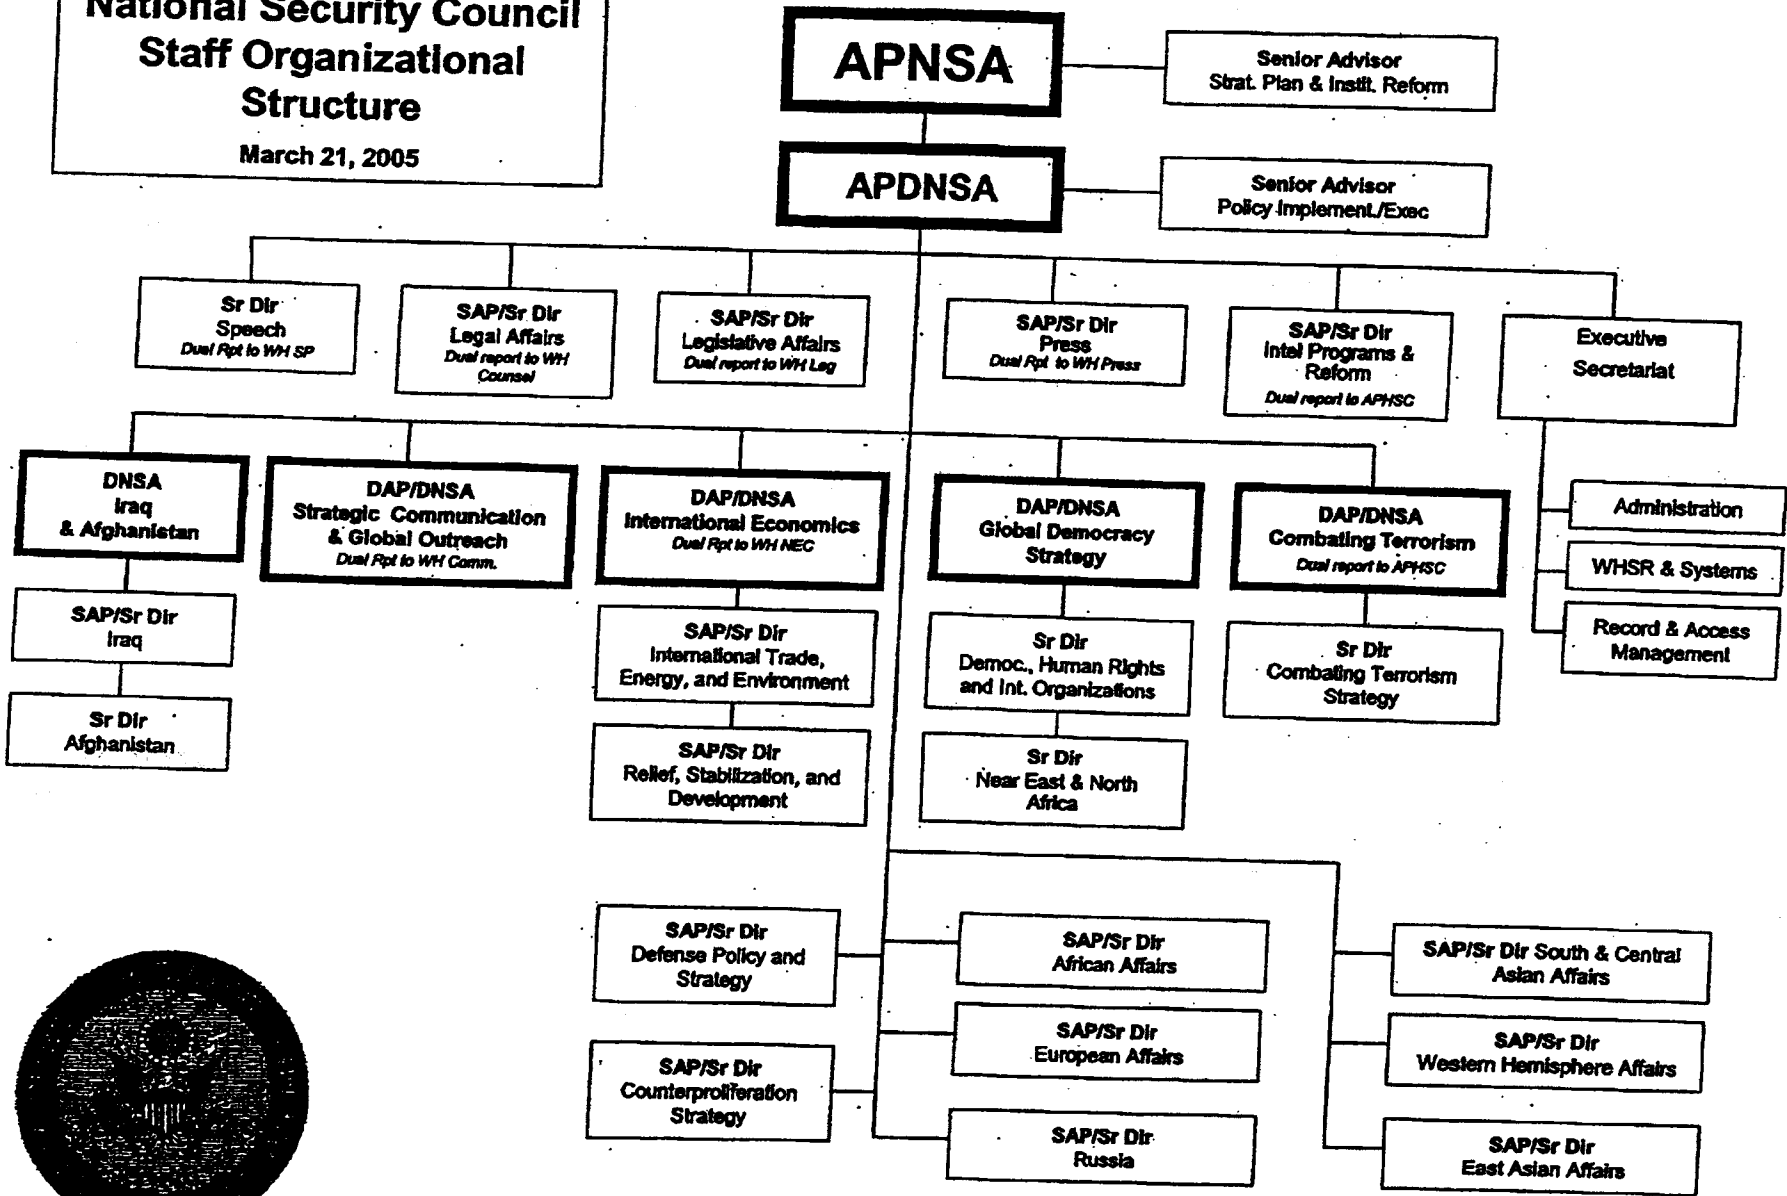 National Security Council
Staff Organizational
Structure
March 21, 2005
APNSA
Senior Advisor
Strat. Plan & Instit. Reform
APDNSA
Senior Advisor
Policy Implement./Exec
Sr Dir
Speech
Dual Rpt to WH SP
SAP/Sr Dir
Legal Affairs
Dual report to WH
Counsel
SAP/Sr Dir
Legislative Affairs
Dual report to WH Leg
SAP/Sr Dir
Press
Dual Rpt to WH Press
SAP/Sr Dir
Intel Programs &
Reform
Dual report to APHSC
Executive
Secretariat
DNSA
Iraq
& Afghanistan
DAP/DNSA
Strategic Communication
& Global Outreach
Dual Rpt to WH Comm.
DAP/DNSA
International Economics
Dual Rpt to WH NEC
DAP/DNSA
Global Democracy
Strategy
DAP/DNSA
Combating Terrorism
Dual report to APHSC
Administration
WHSR & Systems
Record & Access
Management
SAP/Sr Dir
Iraq
SAP/Sr Dir
International Trade,
Energy, and Environment
Sr Dir
Democ., Human Rights
and Int. Organizations
Sr Dir
Combating Terrorism
Strategy
Sr Dir
Afghanistan
SAP/Sr Dir
Relief, Stabilization, and
Development
Sr Dir
Near East & North
Africa
SAP/Sr Dir
Defense Policy and
Strategy
SAP/Sr Dir
African Affairs
SAP/Sr Dir South & Central
Asian Affairs
SAP/Sr Dir
Counterproliferation
Strategy
SAP/Sr Dir
European Affairs
SAP/Sr Dir
Western Hemisphere Affairs
SAP/Sr Dir
Russia
SAP/Sr Dir
East Asian Affairs